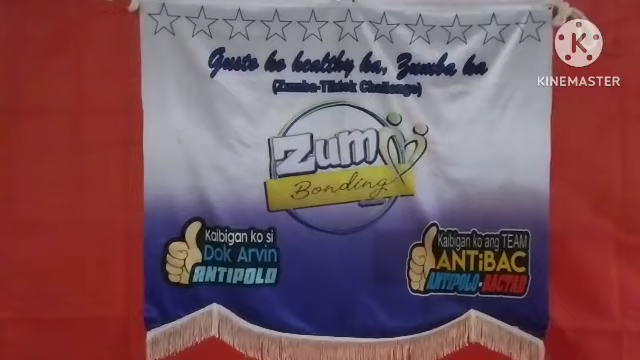 KINEMASTER
Gusto ko healthy ka, Zumba ka
(Zumba-Tiktok Challenge)
Zum
Bonding
Kaibigan ko si
Dok Arvin
ANTIPOLO
Kaibigan ko ang TEAM
ANTiBAC
ANTIPOLO-BACTAD